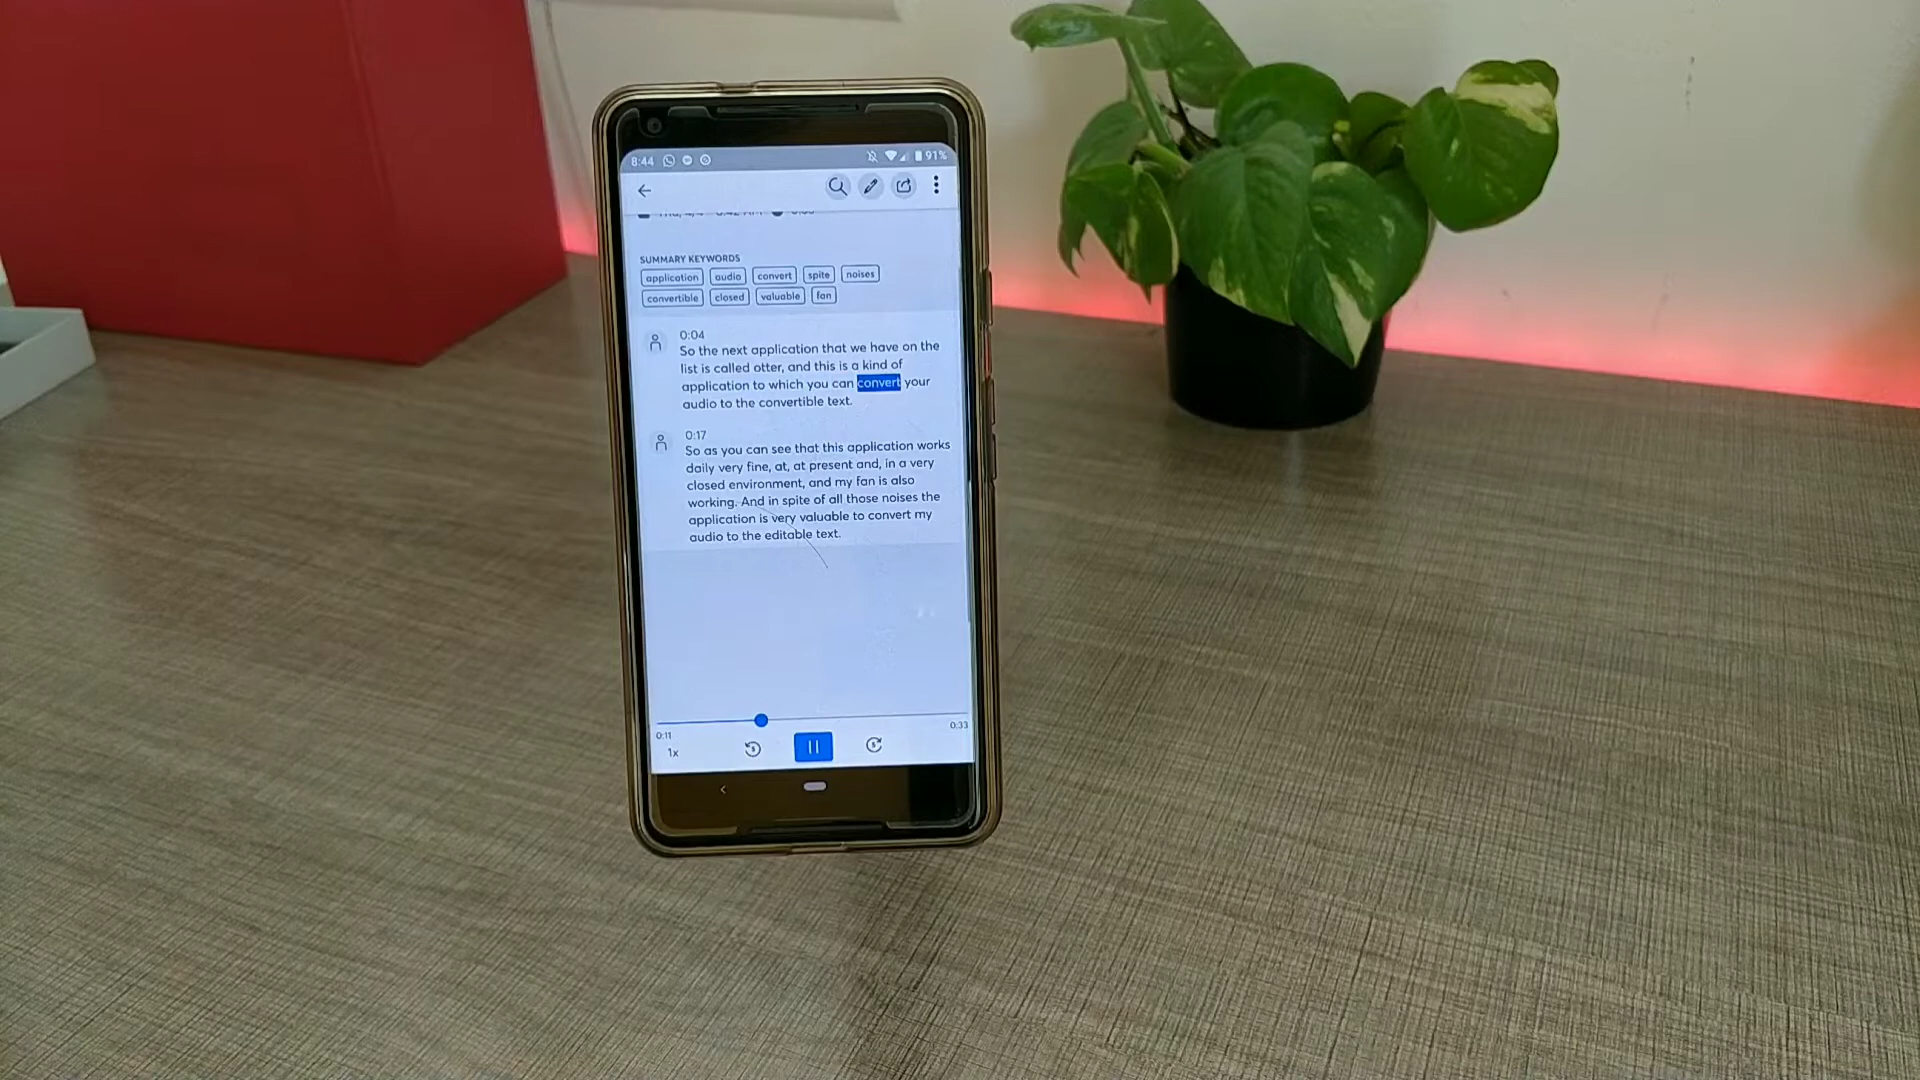 8:44 91%
SUMMARY KEYWORDS
application audio convert spite noises
convertible closed valuable fan
0:04
So the next application that we have on the
list is called otter, and this is a kind of
application to which you can convert your
audio to the convertible text.
0:17
So as you can see that this application works
daily very fine, at, at present and, in a very
closed environment, and my fan is also
working. And in spite of all those noises the
application is very valuable to convert my
audio to the editable text.
0:11 0:33
1x